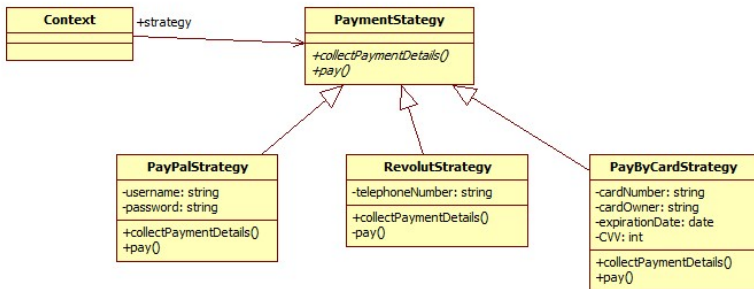 Context
+strategy
PaymentStategy
+collectPaymentDetails()
+pay()
PayPalStrategy
-username: string
-password: string
+collectPaymentDetails()
+pay()
RevolutStrategy
-telephoneNumber: string
+collectPaymentDetails()
-pay()
PayByCardStrategy
-cardNumber: string
-cardOwner: string
-expirationDate: date
-CVV: int
+collectPaymentDetails()
+pay()